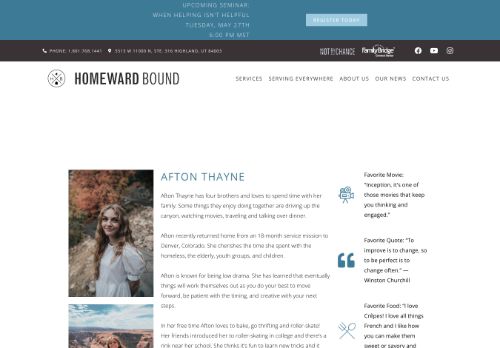 UPCOMING SEMINAR:
WHEN HELPING ISN'T HELPFUL
TUESDAY, MAY 27TH
6:00 PM MST
REGISTER TODAY
PHONE: 1.801.768.1441
5513 W 11000 N, STE. 316 HIGHLAND, UT 84003
NOT BY CHANCE
FamilyBridge
HOMEWARD BOUND
SERVICES
SERVING EVERYWHERE
ABOUT US
OUR NEWS
CONTACT US
AFTON THAYNE
Afton Thayne has four brothers and loves to spend time with her
family. Some things they enjoy doing together are driving up the
canyon, watching movies, traveling and talking over dinner.
Afton recently returned home from an 18-month service mission to
Denver, Colorado. She cherishes the time she spent with the
homeless, the elderly, youth groups, and children.
Afton is known for being low drama. She has learned that eventually
things will work themselves out as you do your best to move
forward, be patient with the timing, and creative with your next
steps.
In her free time Afton loves to bake, go thrifting and roller-skate!
Her friends introduced her to roller-skating in college and there's a
rink near her school. She thinks it's fun to learn new tricks and it
Favorite Movie:
"Inception, it's one of
those movies that keep
you thinking and
engaged."
Favorite Quote: "To
improve is to change, so
to be perfect is to
change often." —
Winston Churchill
Favorite Food: "I love
Crêpes! I love all things
French and I like how
you can make them
sweet or savory and